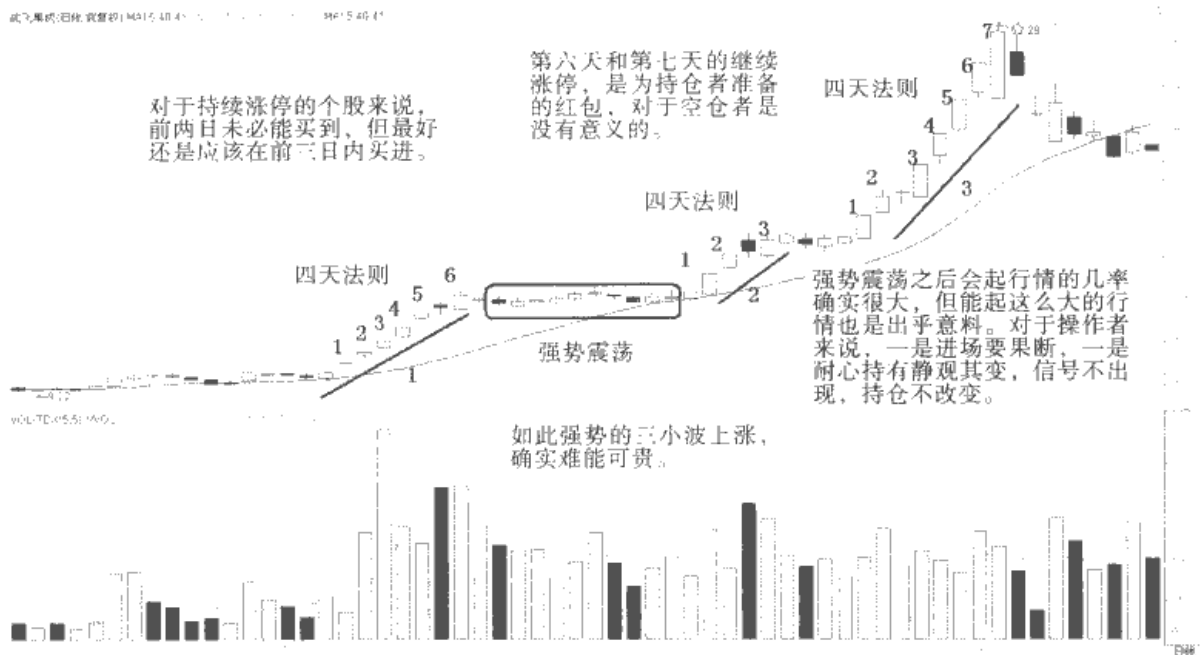 对于持续涨停的个股来说，
前两日未必能买到，但最好
还是应该在前三日内买进。
第六天和第七天的继续
涨停，是为持仓者准备
的红包，对于空仓者是
没有意义的。
四天法则
7
6
5
4
3
2
1
3
四天法则
1
2
3
2
四天法则
1
2
3
4
5
6
1
强势震荡
强势震荡之后会起行情的几率
确实很大，但能起这么大的行
情也是出乎意料。对于操作者
来说，一是进场要果断，一是
耐心持有静观其变，信号不出
现，持仓不改变。
如此强势的三小波上涨，
确实难能可贵。
日线